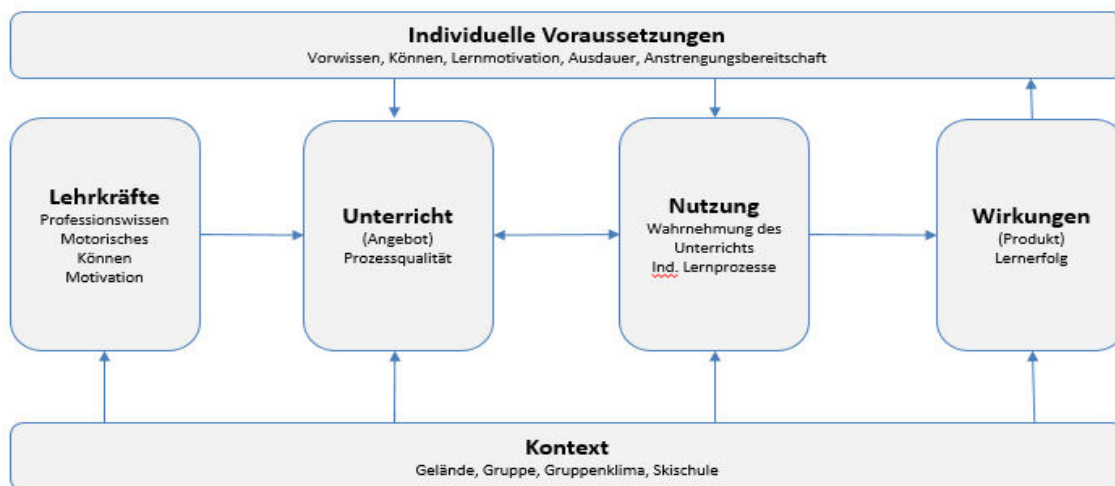 Individuelle Voraussetzungen
Vorwissen, Können, Lernmotivation, Ausdauer, Anstrengungsbereitschaft
Lehrkräfte
Professionswissen
Motorisches
Können
Motivation
Unterricht
(Angebot)
Prozessqualität
Nutzung
Wahrnehmung des
Unterrichts
Ind. Lernprozesse
Wirkungen
(Produkt)
Lernerfolg
Kontext
Gelände, Gruppe, Gruppenklima, Skischule